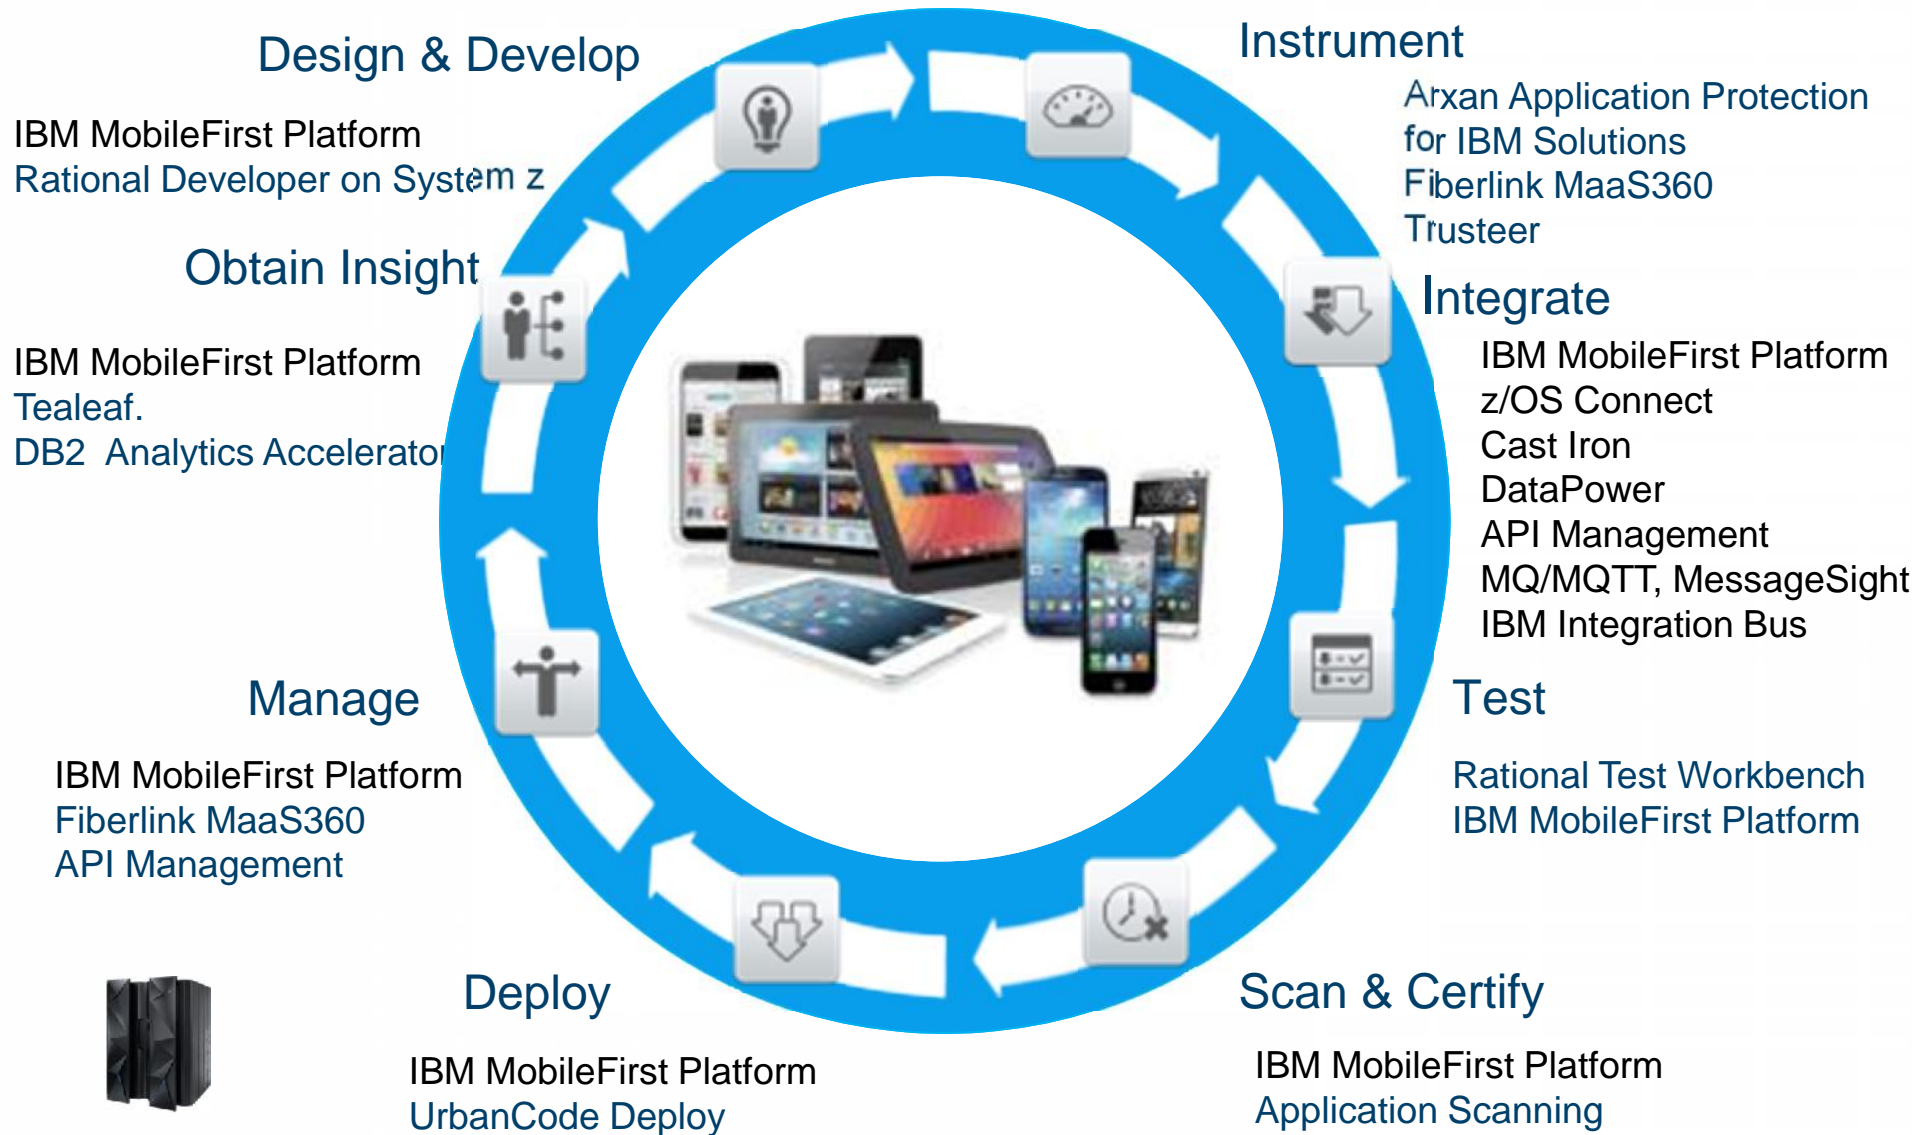 Design & Develop
IBM MobileFirst Platform
Rational Developer on System z
Instrument
Arxan Application Protection
for IBM Solutions
Fiberlink MaaS360
Trusteer
Integrate
IBM MobileFirst Platform
z/OS Connect
Cast Iron
DataPower
API Management
MQ/MQTT, MessageSight
IBM Integration Bus
Test
Rational Test Workbench
IBM MobileFirst Platform
Scan & Certify
IBM MobileFirst Platform
Application Scanning
Deploy
IBM MobileFirst Platform
UrbanCode Deploy
Manage
IBM MobileFirst Platform
Fiberlink MaaS360
API Management
Obtain Insight
IBM MobileFirst Platform
Tealeaf.
DB2  Analytics Accelerator